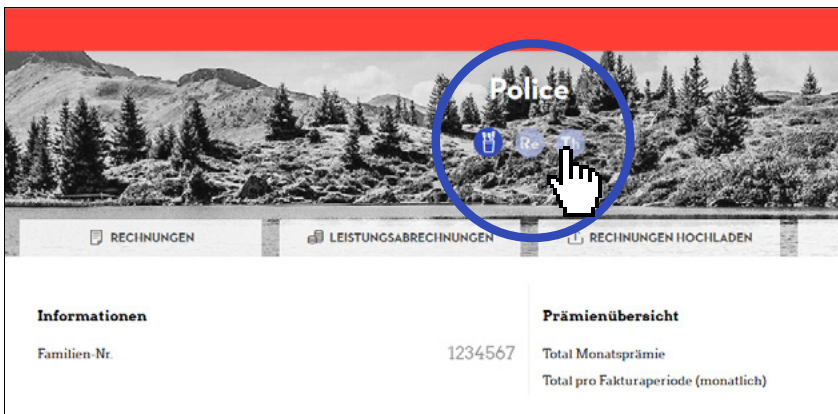 Police
Re Th
RECHNUNGEN
LEISTUNGSABRECHNUNGEN
RECHNUNGEN HOCHLADEN
Informationen
Familien-Nr. 1234567
Prämienübersicht
Total Monatsprämie
Total pro Fakturaperiode (monatlich)